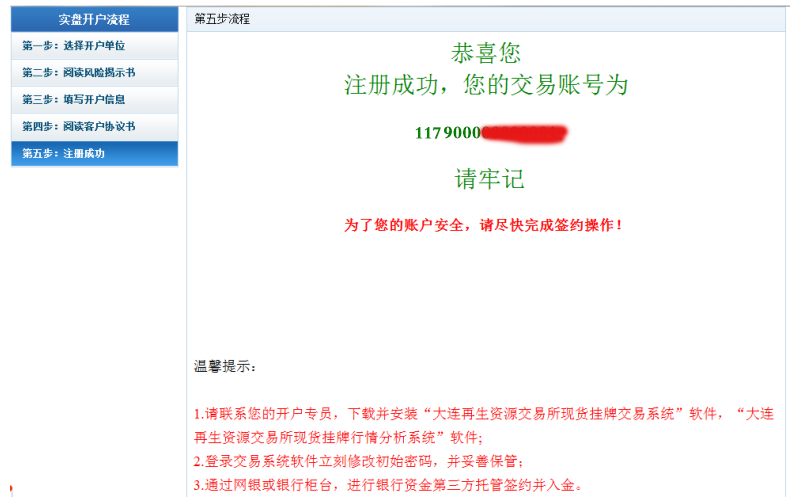 实盘开户流程
第一步：选择开户单位
第二步：阅读风险揭示书
第三步：填写开户信息
第四步：阅读客户协议书
第五步：注册成功
第五步流程
恭喜您
注册成功，您的交易账号为
1179000
请牢记
为了您的账户安全，请尽快完成签约操作！
温馨提示：
1.请联系您的开户专员，下载并安装“大连再生资源交易所现货挂牌交易系统”软件，“大连
再生资源交易所现货挂牌行情分析系统”软件;
2.登录交易系统软件立刻修改初始密码，并妥善保管；
3.通过网银或银行柜台，进行银行资金第三方托管签约并入金。